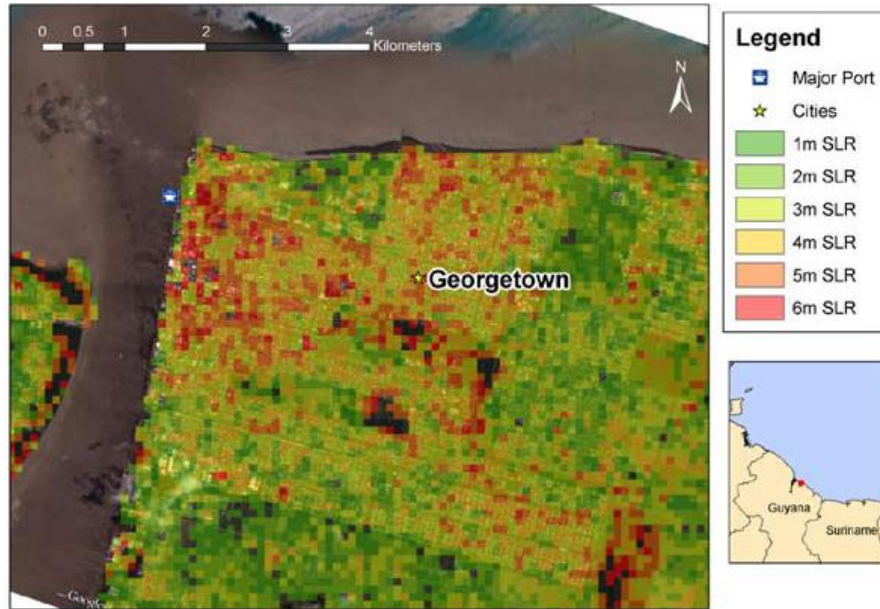 0 0.5 1 2 3 4
Kilometers
N
Georgetown
Google
Legend
Major Port
Cities
1m SLR
2m SLR
3m SLR
4m SLR
5m SLR
6m SLR
Guyana
Suriname